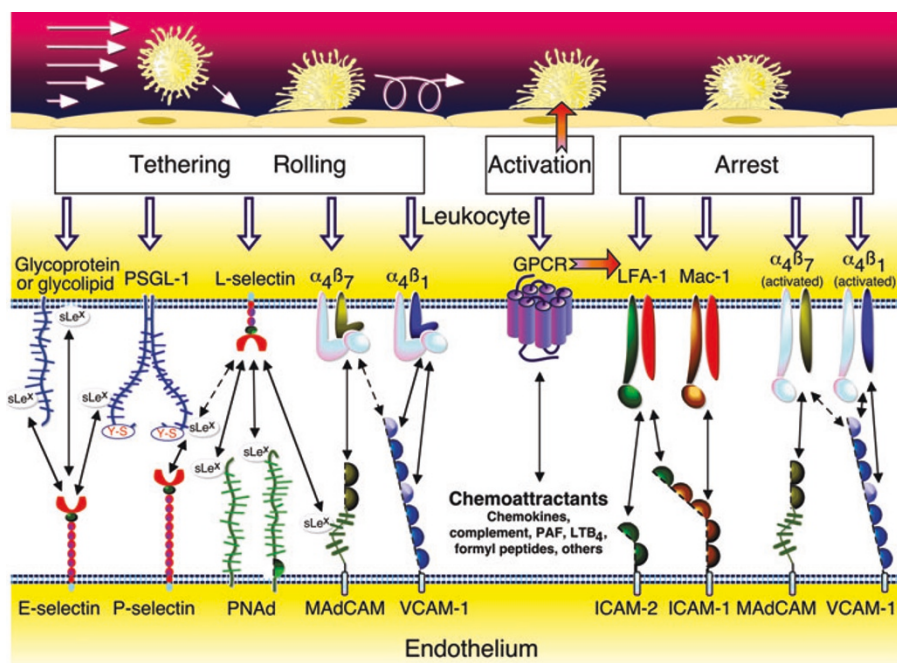 Tethering Rolling
Activation
Arrest
Leukocyte
Glycoprotein
or glycolipid
PSGL-1
L-selectin
α4β7
α4β1
GPCR
LFA-1
Mac-1
α4β7
(activated)
α4β1
(activated)
sLex
sLex
sLex
Y-S
Y-S
sLex
sLex
sLex
sLex
Chemoattractants
Chemokines,
complement, PAF, LTB4,
formyl peptides, others
E-selectin
P-selectin
PNAd
MAdCAM
VCAM-1
ICAM-2
ICAM-1
MAdCAM
VCAM-1
Endothelium